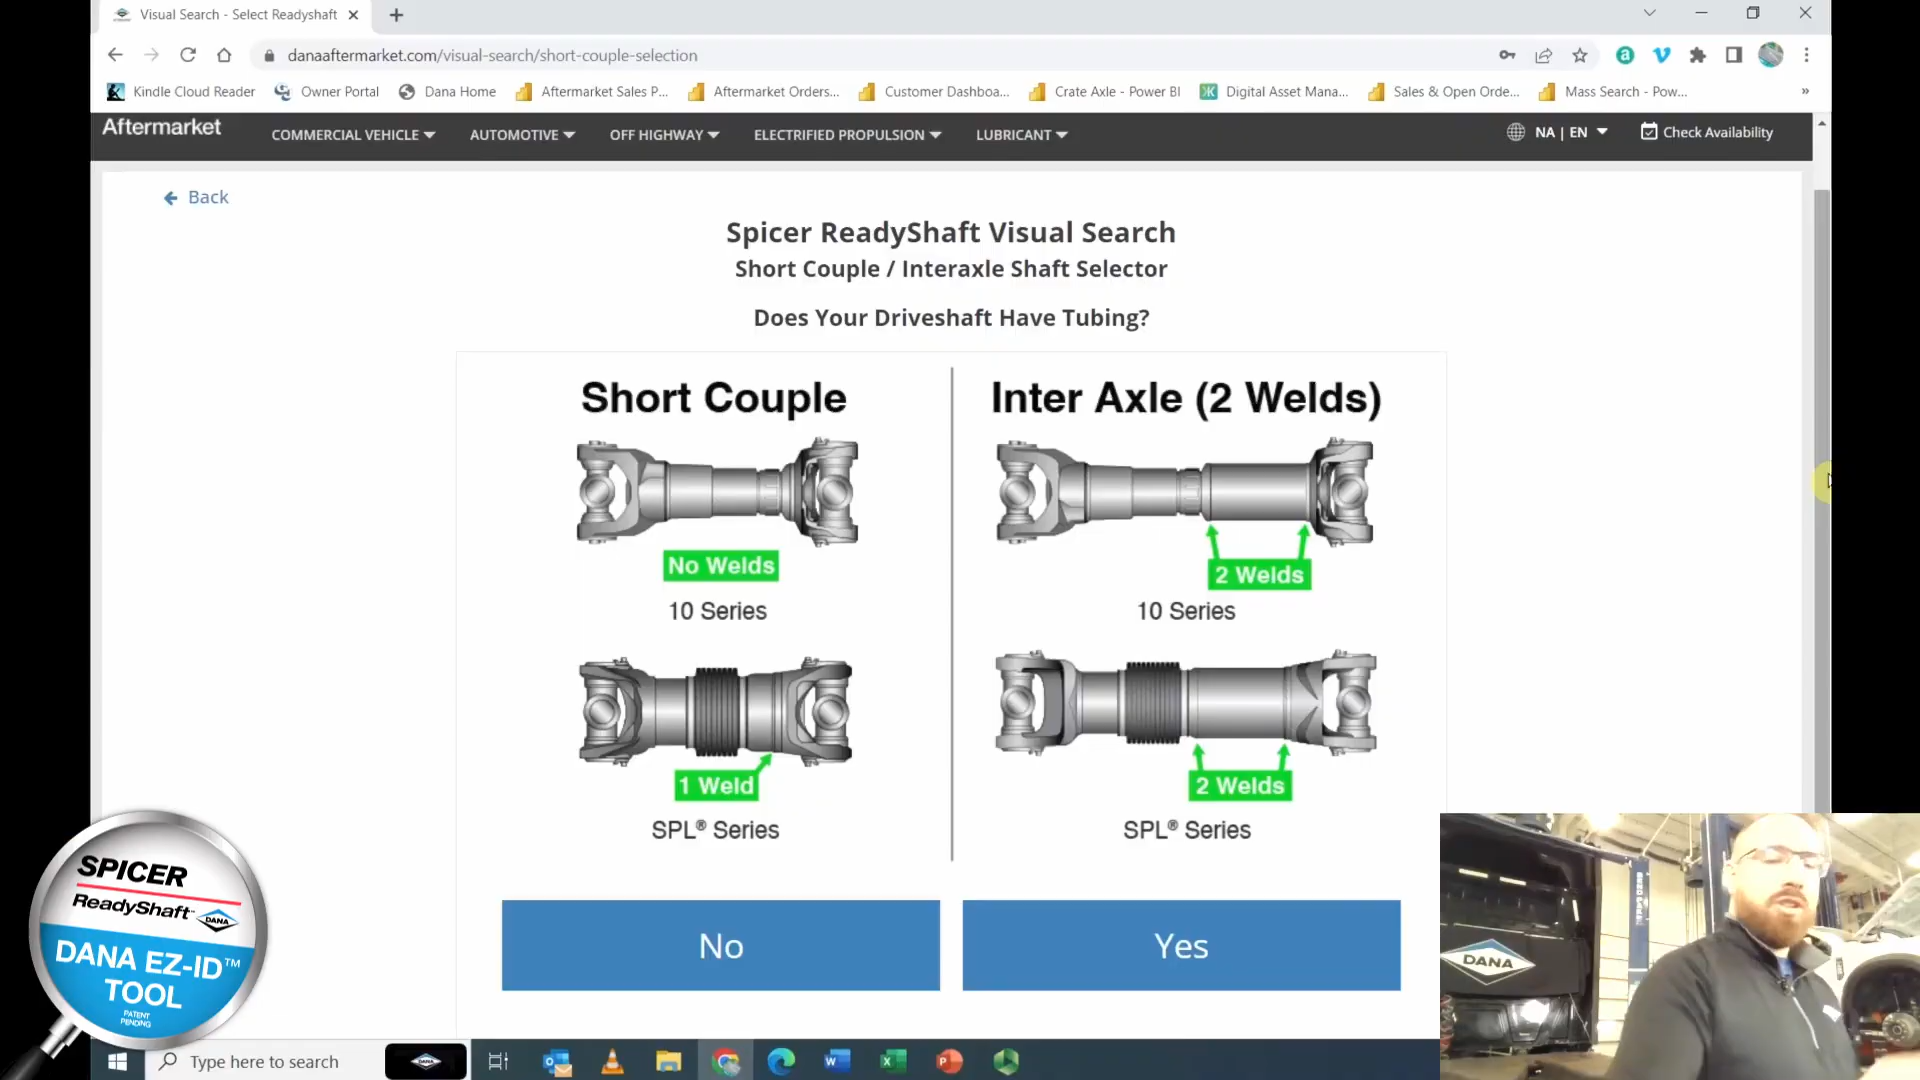 Visual Search - Select Readyshaft
danaaftermarket.com/visual-search/short-couple-selection
Kindle Cloud Reader
Owner Portal
Dana Home
Aftermarket Sales P...
Aftermarket Orders...
Customer Dashboa...
Crate Axle - Power BI
Digital Asset Mana...
Sales & Open Orde...
Mass Search - Pow...
»
Aftermarket
COMMERCIAL VEHICLE
AUTOMOTIVE
OFF HIGHWAY
ELECTRIFIED PROPULSION
LUBRICANT
NA | EN
Check Availability
Back
Spicer ReadyShaft Visual Search
Short Couple / Interaxle Shaft Selector
Does Your Driveshaft Have Tubing?
Short Couple
Inter Axle (2 Welds)
No Welds
2 Welds
10 Series
10 Series
1 Weld
2 Welds
SPL® Series
SPL® Series
No
Yes
SPICER
ReadyShaft™
DANA
DANA EZ-ID™
TOOL
PATENT
PENDING
DANA
Type here to search